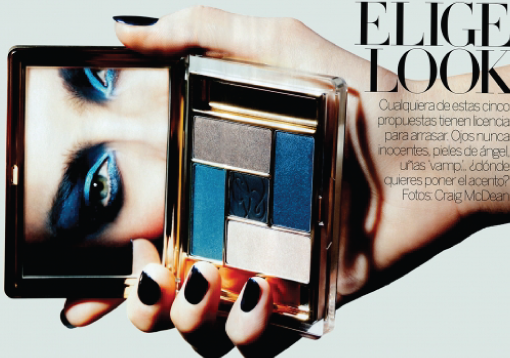 ELIGE
LOOK
Cualquiera de estas cinco
propuestas tienen licencia
para arrasar. Ojos nunca
inocentes, pieles de ángel,
uñas 'vamp'. ¿dónde
quieres poner el acento?
Fotos: Craig McDean